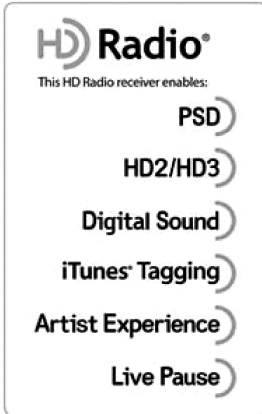 HD Radio®
This HD Radio receiver enables:
PSD
HD2/HD3
Digital Sound
iTunes® Tagging
Artist Experience
Live Pause